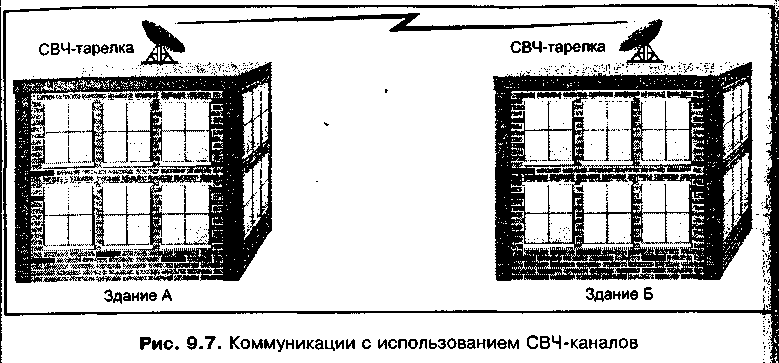 СВЧ-тарелка
СВЧ-тарелка
Здание А
Здание Б
Рис. 9.7. Коммуникации с использованием СВЧ-каналов